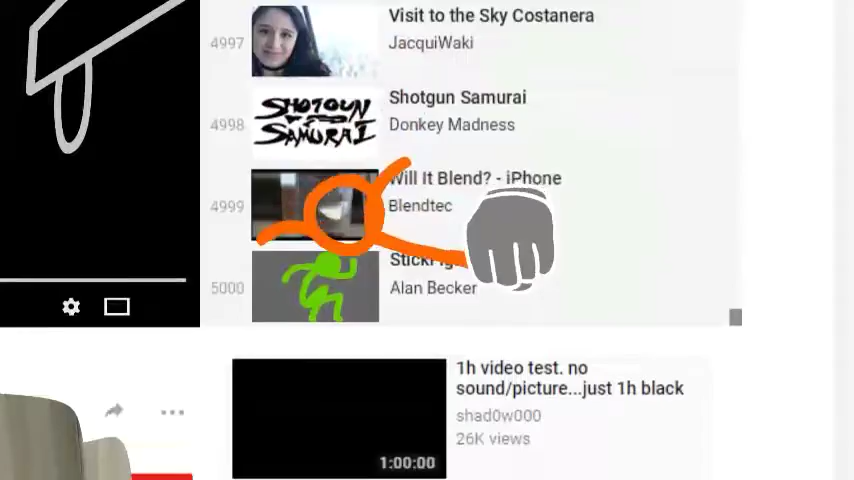 Visit to the Sky Costanera
4997
JacquiWaki
SHOTGUN
SAMURAI
Shotgun Samurai
4998
Donkey Madness
Will It Blend? - iPhone
4999
Blendtec
5000
Alan Becker
1h video test. no
sound/picture...just 1h black
shad0w000
26K views
1:00:00